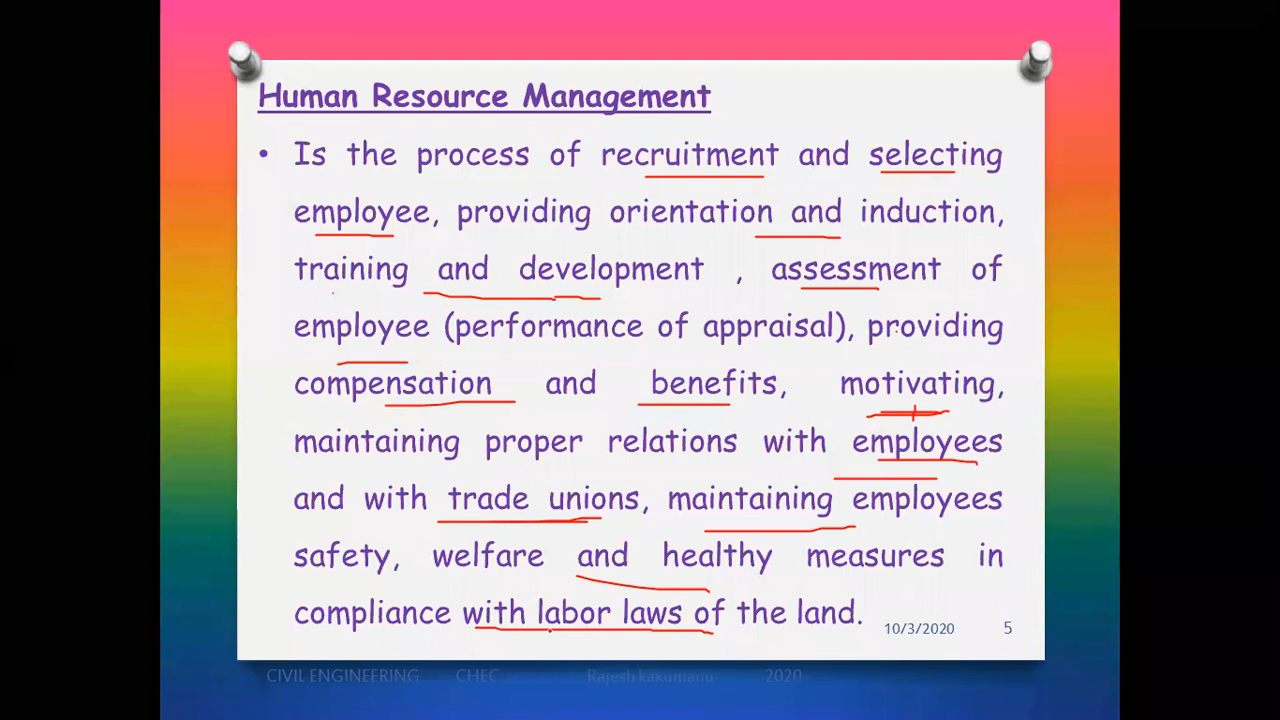 Human Resource Management
• Is the process of recruitment and selecting
employee, providing orientation and induction,
training and development , assessment of
employee (performance of appraisal), providing
compensation and benefits, motivating,
maintaining proper relations with employees
and with trade unions, maintaining employees
safety, welfare and healthy measures in
compliance with labor laws of the land.
10/3/2020 5
CIVIL ENGINEERING CHEC Rajesh kakumanu 2020